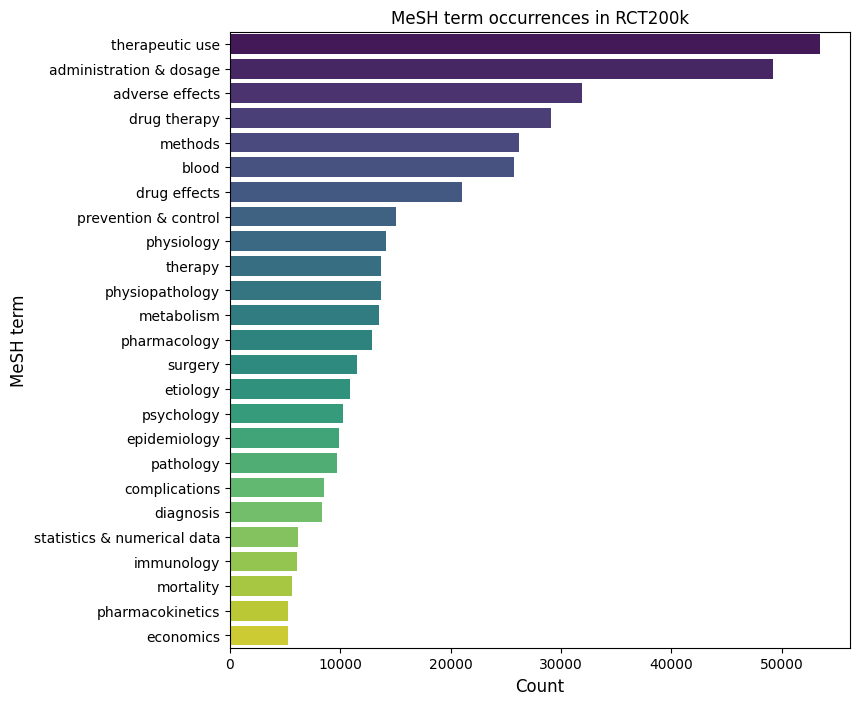 MeSH term occurrences in RCT200k
MeSH term
therapeutic use
administration & dosage
adverse effects
drug therapy
methods
blood
drug effects
prevention & control
physiology
therapy
physiopathology
metabolism
pharmacology
surgery
etiology
psychology
epidemiology
pathology
complications
diagnosis
statistics & numerical data
immunology
mortality
pharmacokinetics
economics
0 10000 20000 30000 40000 50000
Count